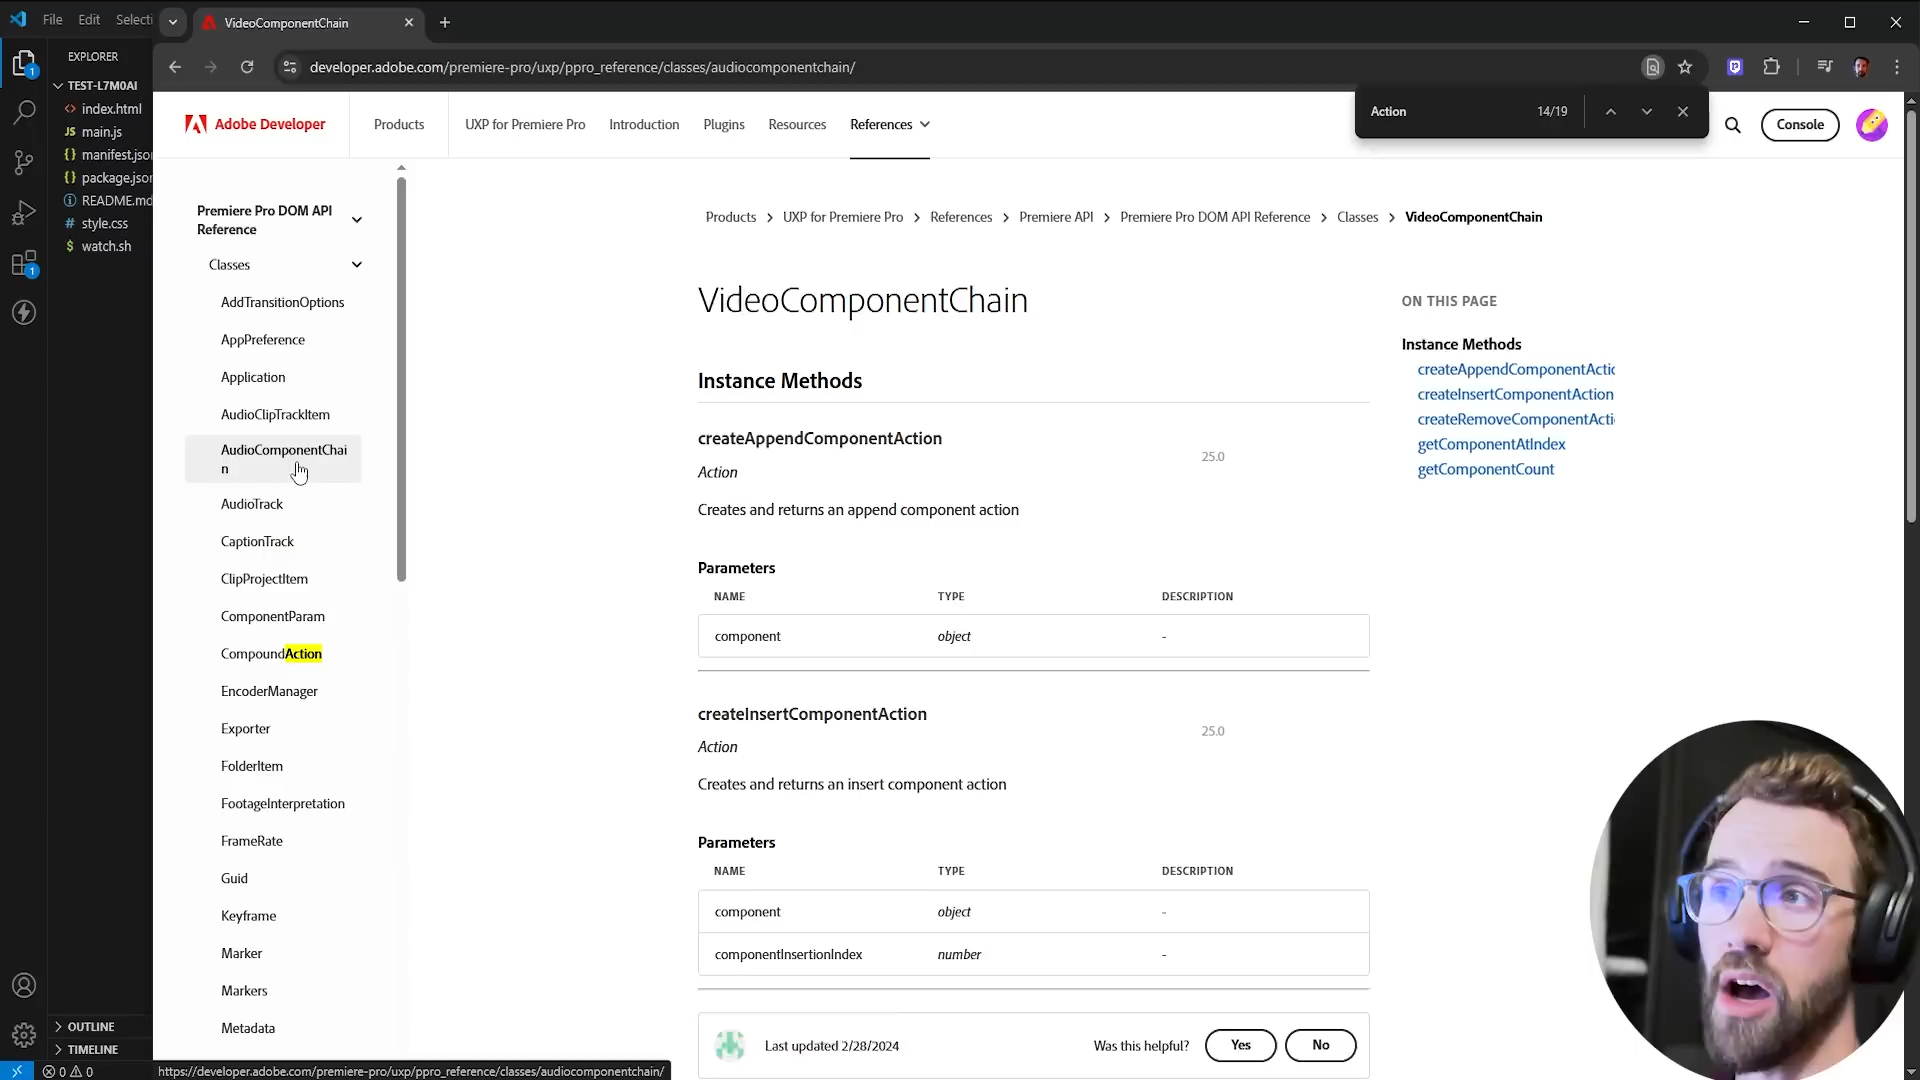 File Edit Selecti
VideoComponentChain
EXPLORER
developer.adobe.com/premiere-pro/uxp/ppro_reference/classes/audiocomponentchain/
TEST-L7M0AI
index.html
JS main.js
{} manifest.json
{} package.json
README.md
# style.css
$ watch.sh
OUTLINE
TIMELINE
0 0
1
1
Adobe Developer
Products
UXP for Premiere Pro
Introduction
Plugins
Resources
References
Action 14/19
Console
Premiere Pro DOM API
Reference
Classes
AddTransitionOptions
AppPreference
Application
AudioClipTrackItem
AudioComponentChai
n
AudioTrack
CaptionTrack
ClipProjectItem
ComponentParam
CompoundAction
EncoderManager
Exporter
FolderItem
FootageInterpretation
FrameRate
Guid
Keyframe
Marker
Markers
Metadata
Products > UXP for Premiere Pro > References > Premiere API > Premiere Pro DOM API Reference > Classes > VideoComponentChain
VideoComponentChain
Instance Methods
createAppendComponentAction
25.0
Action
Creates and returns an append component action
Parameters
NAME TYPE DESCRIPTION
component object -
createInsertComponentAction
25.0
Action
Creates and returns an insert component action
Parameters
NAME TYPE DESCRIPTION
component object -
componentInsertionIndex number -
Last updated 2/28/2024
Was this helpful? Yes No
ON THIS PAGE
Instance Methods
createAppendComponentActic
createInsertComponentAction
createRemoveComponentActi
getComponentAtIndex
getComponentCount
https://developer.adobe.com/premiere-pro/uxp/ppro_reference/classes/audiocomponentchain/